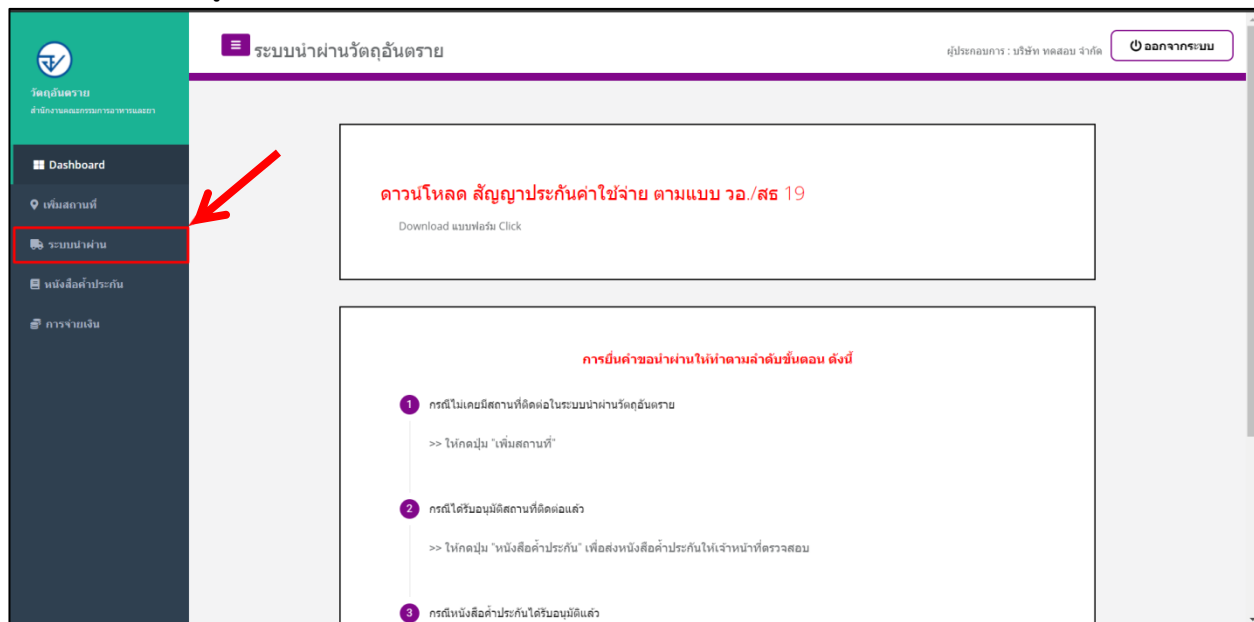 วัตถุอันตราย
สำนักงานคณะกรรมการอาหารและยา
Dashboard
เพิ่มสถานที่
ระบบนำผ่าน
หนังสือค้ำประกัน
การจ่ายเงิน
ระบบนำผ่านวัตถุอันตราย
ผู้ประกอบการ : บริษัท ทดสอบ จำกัด
ออกจากระบบ
ดาวน์โหลด สัญญาประกันค่าใช้จ่าย ตามแบบ วอ./สธ 19
Download แบบฟอร์ม Click
การยื่นคำขอนำผ่านให้ทำตามลำดับขั้นตอน ดังนี้
1 กรณีไม่เคยมีสถานที่ติดต่อในระบบนำผ่านวัตถุอันตราย
>> ให้กดปุ่ม "เพิ่มสถานที่"
2 กรณีได้รับอนุมัติสถานที่ติดต่อแล้ว
>> ให้กดปุ่ม "หนังสือค้ำประกัน" เพื่อส่งหนังสือค้ำประกันให้เจ้าหน้าที่ตรวจสอบ
3 กรณีหนังสือค้ำประกันได้รับอนุมัติแล้ว